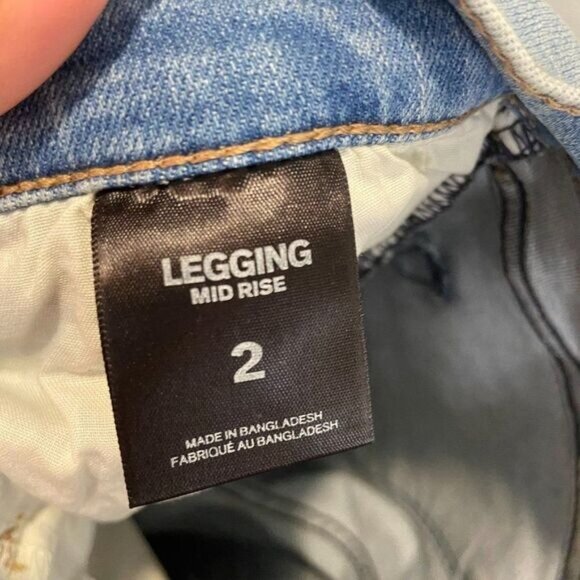 LEGGING
MID RISE
2
MADE IN BANGLADESH
FABRIQUÉ AU BANGLADESH